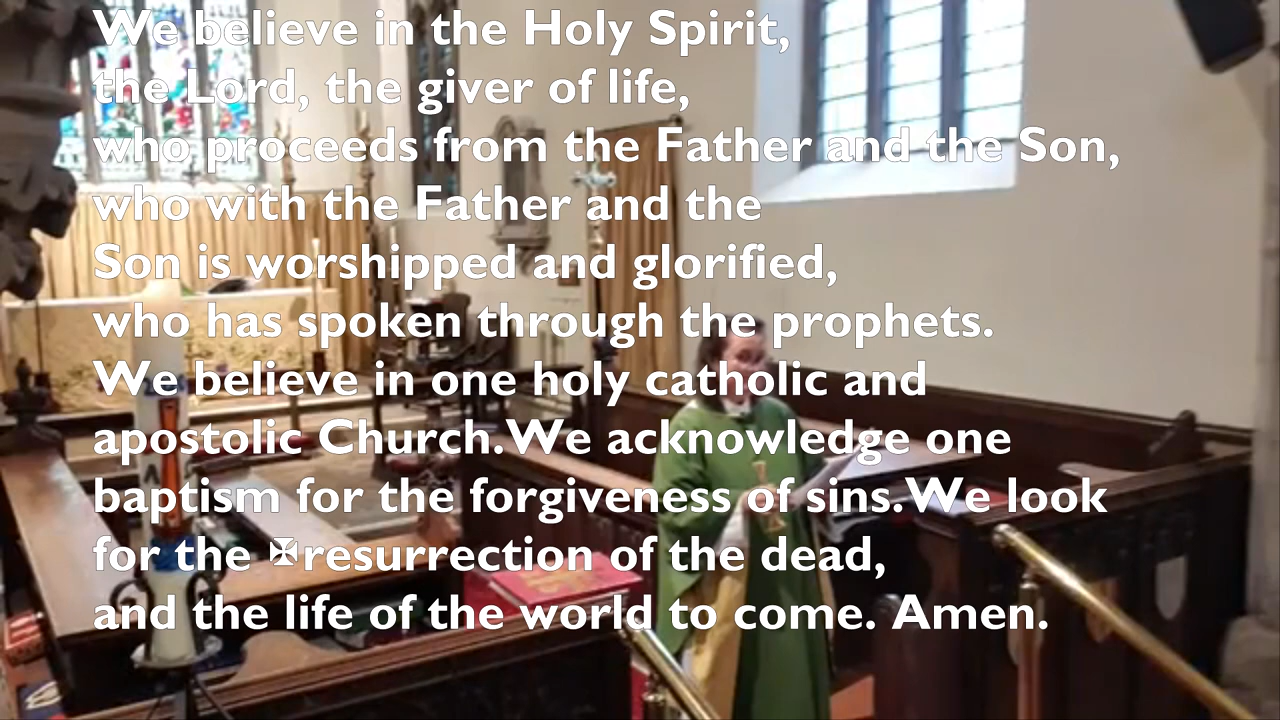 We believe in the Holy Spirit,
the Lord, the giver of life,
who proceeds from the Father and the Son,
who with the Father and the
Son is worshipped and glorified,
who has spoken through the prophets.
We believe in one holy catholic and
apostolic Church. We acknowledge one
baptism for the forgiveness of sins. We look
for the ✠resurrection of the dead,
and the life of the world to come. Amen.